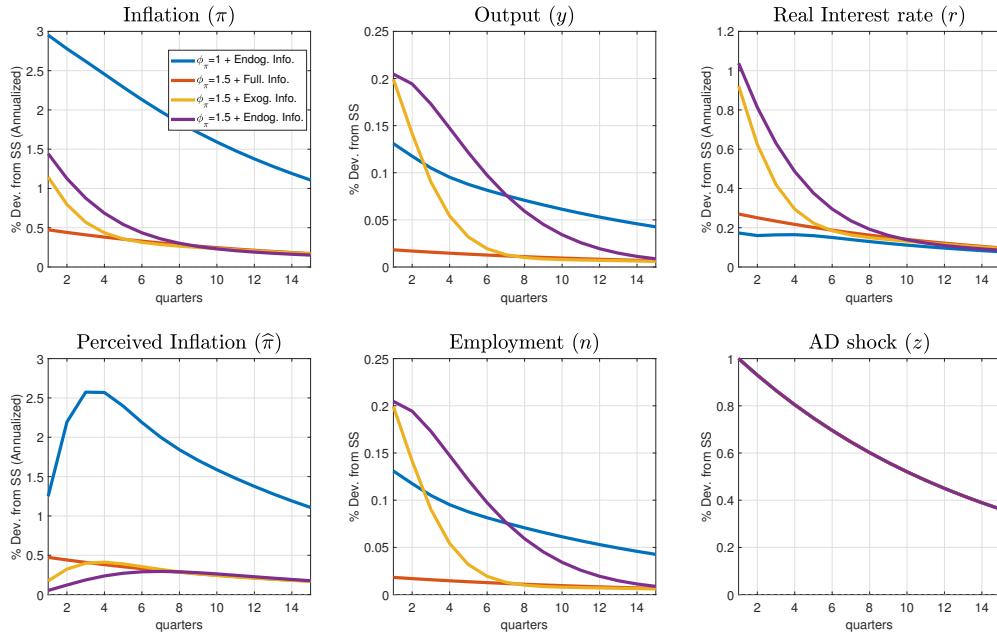 Inflation (π)
% Dev. from SS (Annualized)
3
2.5
2
1.5
1
0.5
0
2 4 6 8 10 12 14
quarters
ϕπ=1 + Endog. Info.
ϕπ=1.5 + Full. Info.
ϕπ=1.5 + Exog. Info.
ϕπ=1.5 + Endog. Info.
Output (y)
% Dev. from SS
0.25
0.2
0.15
0.1
0.05
0
2 4 6 8 10 12 14
quarters
Real Interest rate (r)
% Dev. from SS (Annualized)
1.2
1
0.8
0.6
0.4
0.2
0
2 4 6 8 10 12 14
quarters
Perceived Inflation (π̂)
% Dev. from SS (Annualized)
3
2.5
2
1.5
1
0.5
0
2 4 6 8 10 12 14
quarters
Employment (n)
% Dev. from SS
0.25
0.2
0.15
0.1
0.05
0
2 4 6 8 10 12 14
quarters
AD shock (z)
% Dev. from SS
1
0.8
0.6
0.4
0.2
0
2 4 6 8 10 12 14
quarters